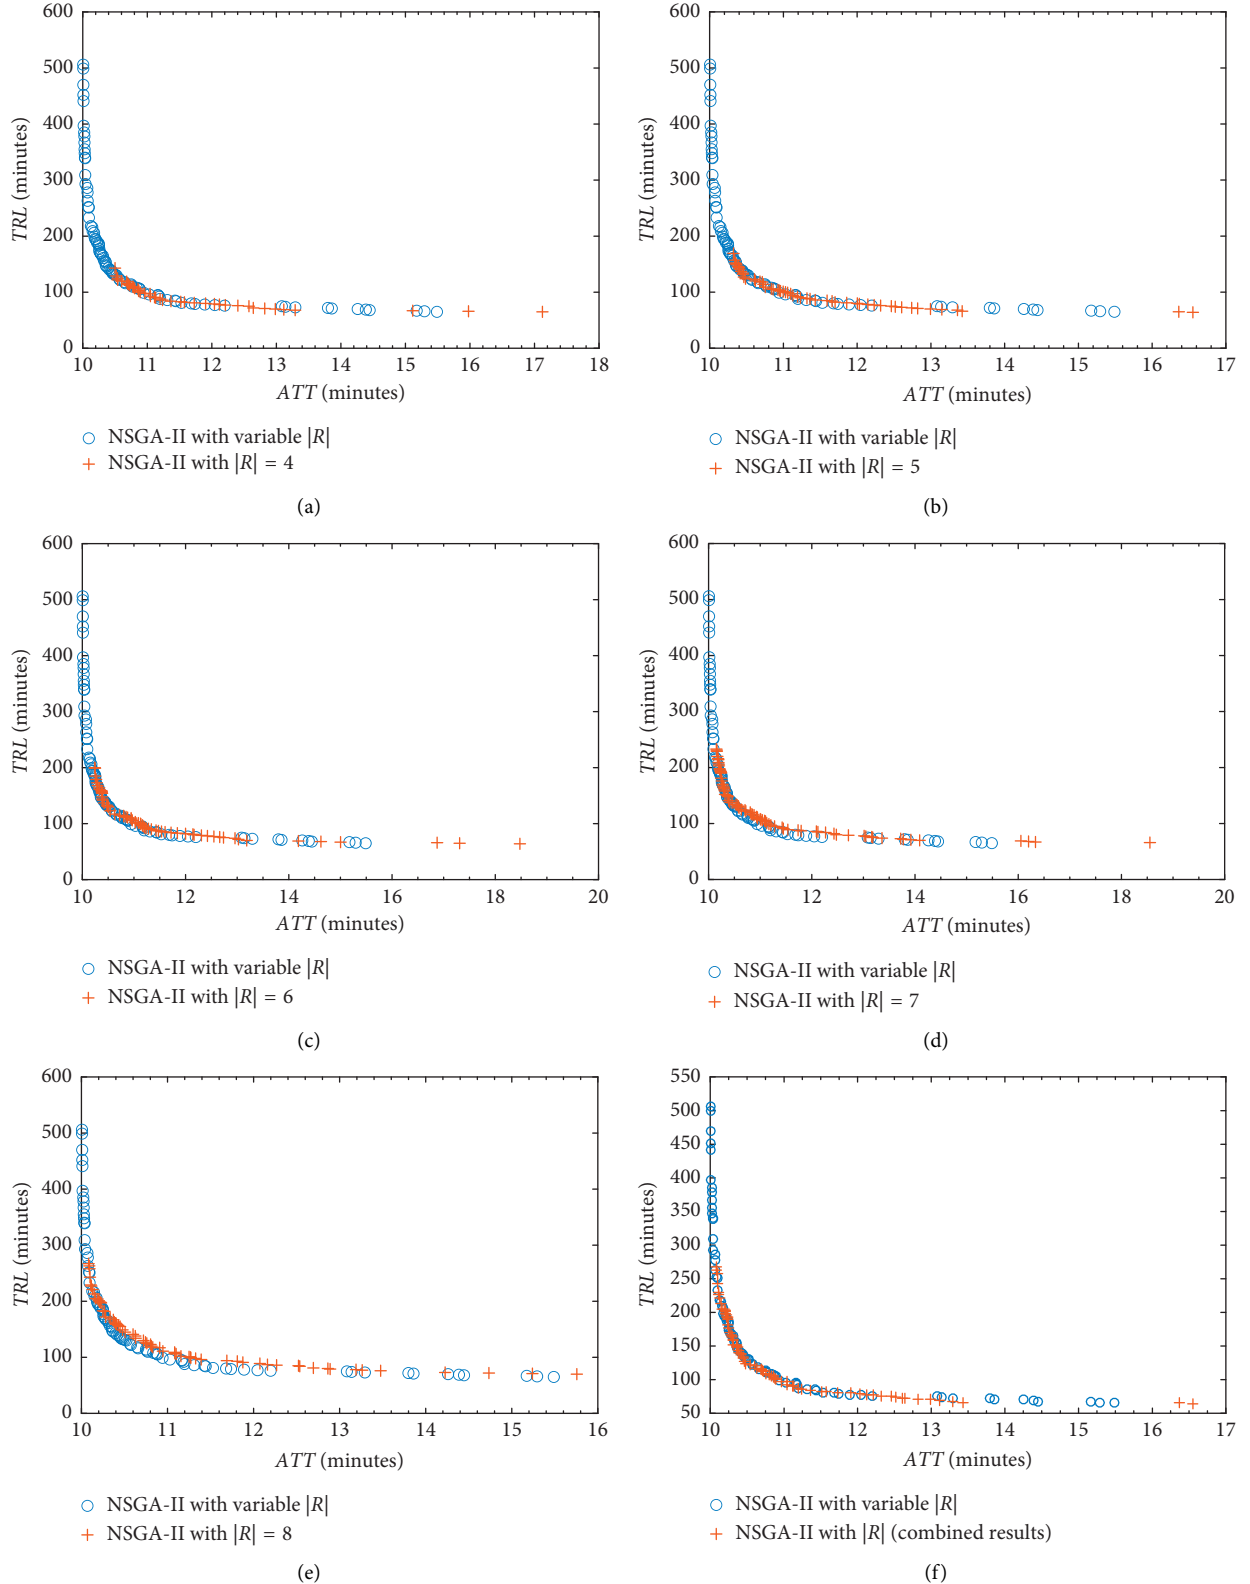 600
500
400
300
200
100
0
TRL (minutes)
10 11 12 13 14 15 16 17 18
ATT (minutes)
NSGA-II with variable |R|
NSGA-II with |R| = 4
(a)
600
500
400
300
200
100
0
TRL (minutes)
10 11 12 13 14 15 16 17
ATT (minutes)
NSGA-II with variable |R|
NSGA-II with |R| = 5
(b)
600
500
400
300
200
100
0
TRL (minutes)
10 12 14 16 18 20
ATT (minutes)
NSGA-II with variable |R|
NSGA-II with |R| = 6
(c)
600
500
400
300
200
100
0
TRL (minutes)
10 12 14 16 18 20
ATT (minutes)
NSGA-II with variable |R|
NSGA-II with |R| = 7
(d)
600
500
400
300
200
100
0
TRL (minutes)
10 11 12 13 14 15 16
ATT (minutes)
NSGA-II with variable |R|
NSGA-II with |R| = 8
(e)
550
500
450
400
350
300
250
200
150
100
50
TRL (minutes)
10 11 12 13 14 15 16 17
ATT (minutes)
NSGA-II with variable |R|
NSGA-II with |R| (combined results)
(f)